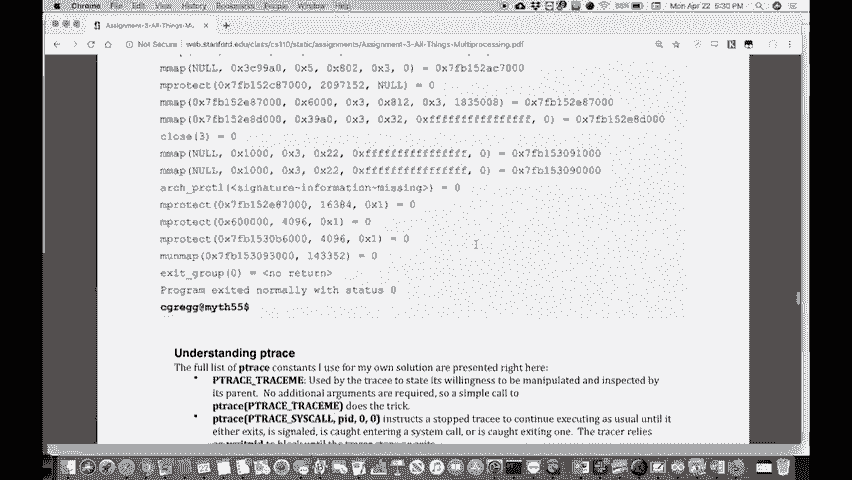 Chrome File Edit View History Bookmarks People Window Help
88% Mon Apr 22 5:30 PM
Assignment-3-All-Things-Mu
Not Secure web.stanford.edu/class/cs110/static/assignments/Assignment-3-All-Things-Multiprocessing.pdf
mmap(NULL, 0x3c99a0, 0x5, 0x802, 0x3, 0) = 0x7fb152ac7000
mprotect(0x7fb152c87000, 2097152, NULL) = 0
mmap(0x7fb152e87000, 0x6000, 0x3, 0x812, 0x3, 1835008) = 0x7fb152e87000
mmap(0x7fb152e8d000, 0x39a0, 0x3, 0x32, 0xffffffffffffffff, 0) = 0x7fb152e8d000
close(3) = 0
mmap(NULL, 0x1000, 0x3, 0x22, 0xffffffffffffffff, 0) = 0x7fb153091000
mmap(NULL, 0x1000, 0x3, 0x22, 0xffffffffffffffff, 0) = 0x7fb153090000
arch_prctl(<signature-information-missing>) = 0
mprotect(0x7fb152e87000, 16384, 0x1) = 0
mprotect(0x600000, 4096, 0x1) = 0
mprotect(0x7fb1530b6000, 4096, 0x1) = 0
munmap(0x7fb153093000, 143352) = 0
exit_group(0) = <no return>
Program exited normally with status 0
cgregg@myth55$
Understanding ptrace
The full list of ptrace constants I use for my own solution are presented right here:
• PTRACE_TRACEME: Used by the tracee to state its willingness to be manipulated and inspected by
its parent. No additional arguments are required, so a simple call to
ptrace(PTRACE_TRACEME) does the trick.
• ptrace(PTRACE_SYSCALL, pid, 0, 0) instructs a stopped tracee to continue executing as usual until it
either exits, is signaled, is caught entering a system call, or is caught exiting one. The tracer relies